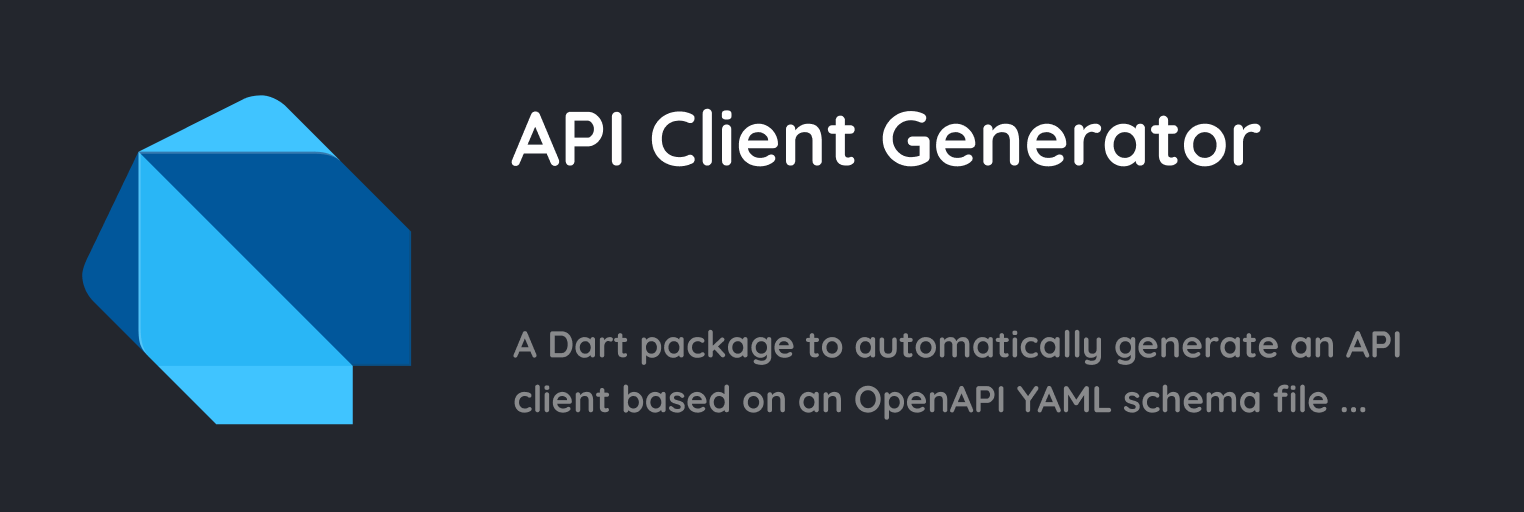 API Client Generator
A Dart package to automatically generate an API
client based on an OpenAPI YAML schema file ...